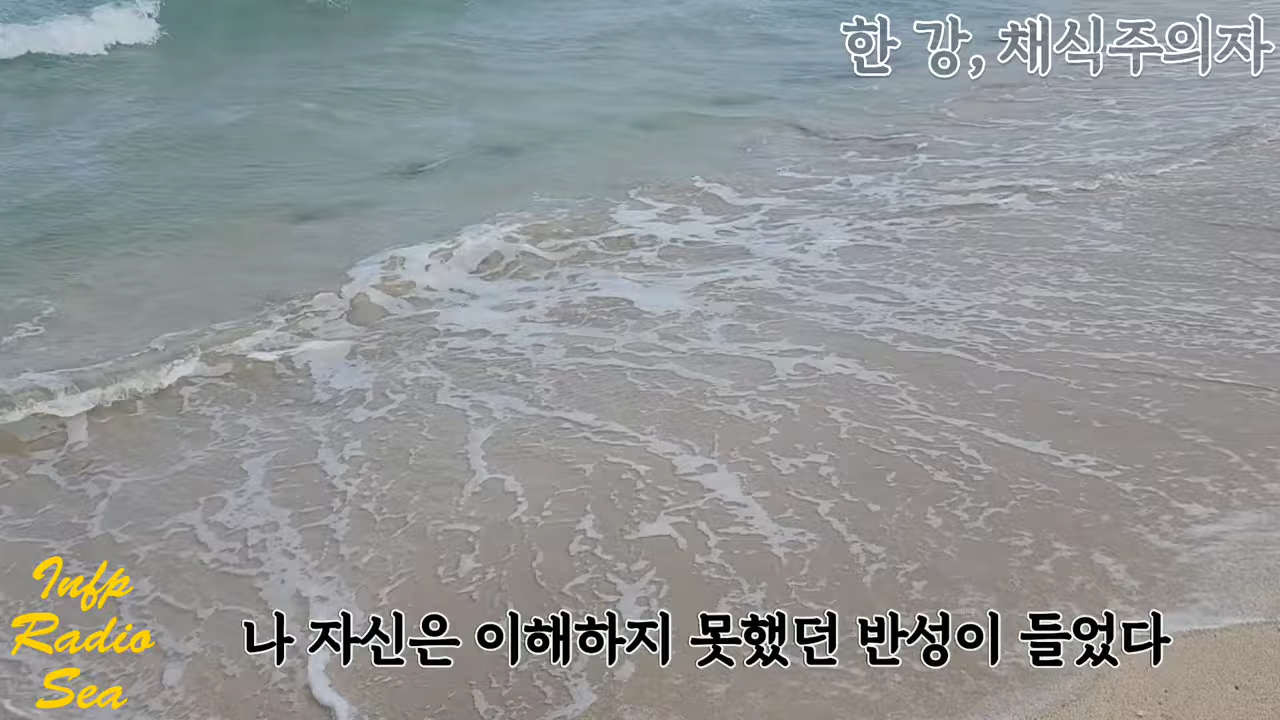 한 강, 채식주의자
나 자신은 이해하지 못했던 반성이 들었다
Infp
Radio
Sea